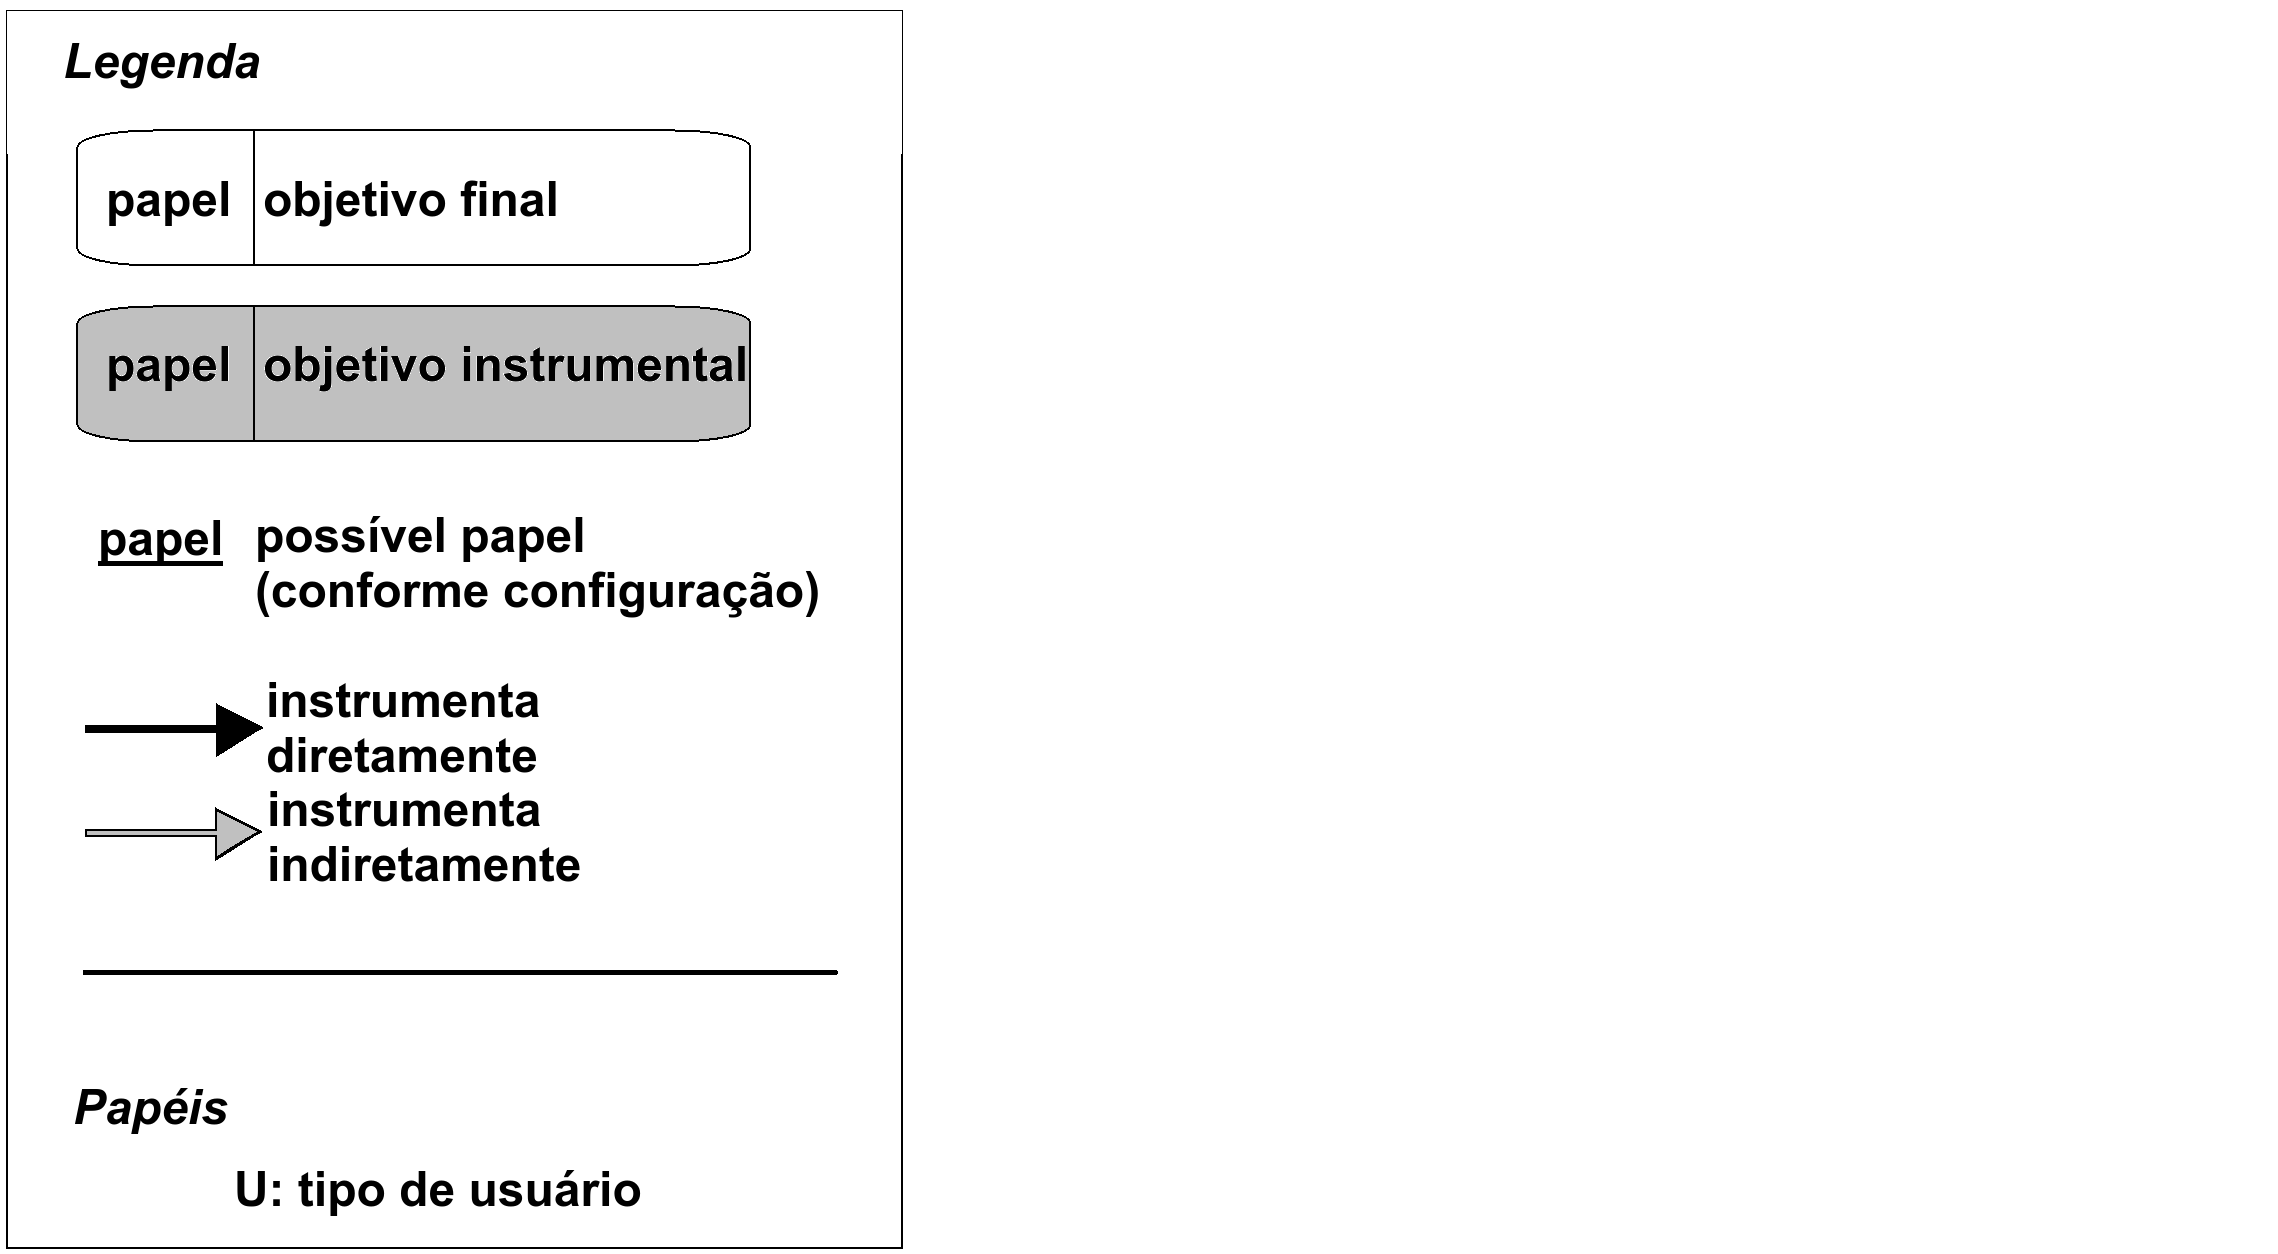 Legenda
papel objetivo final
papel objetivo instrumental
papel possível papel
(conforme configuração)
instrumenta
diretamente
instrumenta
indiretamente
Papéis
U: tipo de usuário